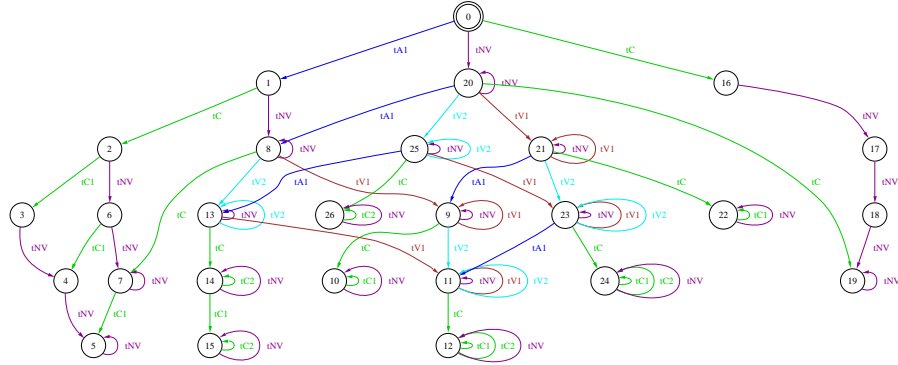 0
tA1 tNV tC
1 20 tNV 16
tC tNV tA1 tV2 tV1 tNV
2 8 tNV 25 tNV tV2 21 tNV tV1 17
tC1 tNV tV2 tV1 tA1 tC tV1 tA1 tV2 tC tC tNV
3 6 tC 13 tNV tV2 26 tC2 tNV 9 tNV tV1 23 tNV tV1 tV2 22 tC1 tNV 18
tNV tC1 tNV tC tV1 tC tV2 tA1 tC tNV
4 7 tNV 14 tC2 tNV 10 tC1 tNV 11 tNV tV1 tV2 24 tC1 tC2 tNV 19 tNV
tNV tC1 tC1 tC
5 tNV 15 tC2 tNV 12 tC1 tC2 tNV